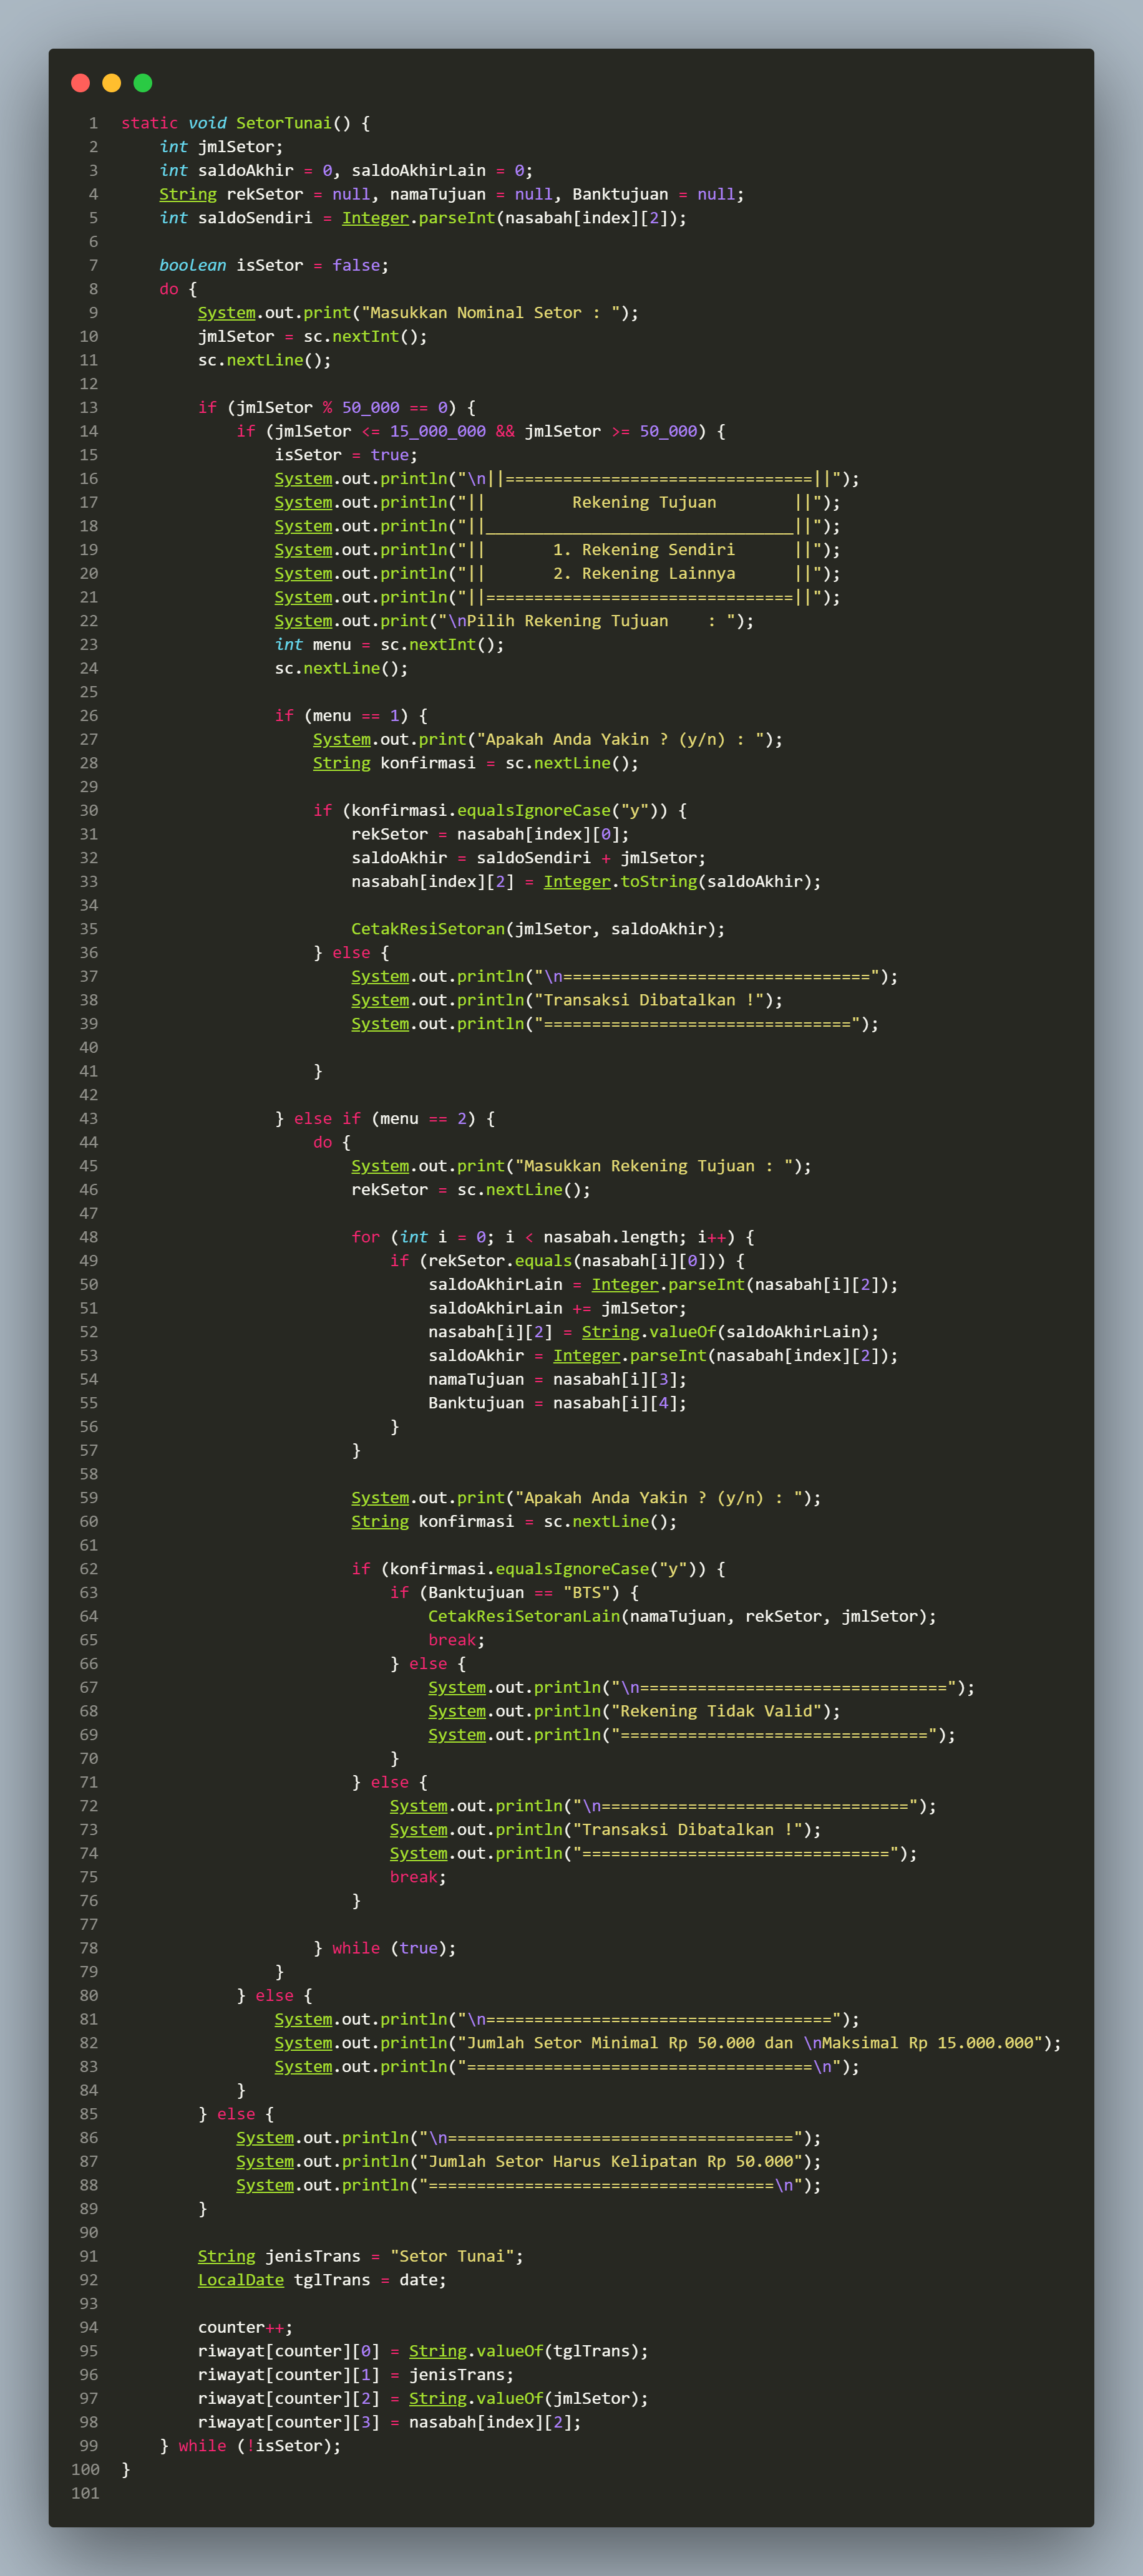 1 static void SetorTunai() {
2     int jmlSetor;
3     int saldoAkhir = 0, saldoAkhirLain = 0;
4     String rekSetor = null, namaTujuan = null, Banktujuan = null;
5     int saldoSendiri = Integer.parseInt(nasabah[index][2]);
6
7     boolean isSetor = false;
8     do {
9         System.out.print("Masukkan Nominal Setor : ");
10         jmlSetor = sc.nextInt();
11         sc.nextLine();
12
13         if (jmlSetor % 50_000 == 0) {
14             if (jmlSetor <= 15_000_000 && jmlSetor >= 50_000) {
15                 isSetor = true;
16                 System.out.println("\n||================================||");
17                 System.out.println("||         Rekening Tujuan        ||");
18                 System.out.println("||________________________________||");
19                 System.out.println("||       1. Rekening Sendiri      ||");
20                 System.out.println("||       2. Rekening Lainnya      ||");
21                 System.out.println("||================================||");
22                 System.out.print("\nPilih Rekening Tujuan    : ");
23                 int menu = sc.nextInt();
24                 sc.nextLine();
25
26                 if (menu == 1) {
27                     System.out.print("Apakah Anda Yakin ? (y/n) : ");
28                     String konfirmasi = sc.nextLine();
29
30                     if (konfirmasi.equalsIgnoreCase("y")) {
31                         rekSetor = nasabah[index][0];
32                         saldoAkhir = saldoSendiri + jmlSetor;
33                         nasabah[index][2] = Integer.toString(saldoAkhir);
34
35                         CetakResiSetoran(jmlSetor, saldoAkhir);
36                     } else {
37                         System.out.println("\n================================");
38                         System.out.println("Transaksi Dibatalkan !");
39                         System.out.println("================================");
40
41                     }
42
43                 } else if (menu == 2) {
44                     do {
45                         System.out.print("Masukkan Rekening Tujuan : ");
46                         rekSetor = sc.nextLine();
47
48                         for (int i = 0; i < nasabah.length; i++) {
49                             if (rekSetor.equals(nasabah[i][0])) {
50                                 saldoAkhirLain = Integer.parseInt(nasabah[i][2]);
51                                 saldoAkhirLain += jmlSetor;
52                                 nasabah[i][2] = String.valueOf(saldoAkhirLain);
53                                 saldoAkhir = Integer.parseInt(nasabah[index][2]);
54                                 namaTujuan = nasabah[i][3];
55                                 Banktujuan = nasabah[i][4];
56                             }
57                         }
58
59                         System.out.print("Apakah Anda Yakin ? (y/n) : ");
60                         String konfirmasi = sc.nextLine();
61
62                         if (konfirmasi.equalsIgnoreCase("y")) {
63                             if (Banktujuan == "BTS") {
64                                 CetakResiSetoranLain(namaTujuan, rekSetor, jmlSetor);
65                                 break;
66                             } else {
67                                 System.out.println("\n================================");
68                                 System.out.println("Rekening Tidak Valid");
69                                 System.out.println("================================");
70                             }
71                         } else {
72                             System.out.println("\n================================");
73                             System.out.println("Transaksi Dibatalkan !");
74                             System.out.println("================================");
75                             break;
76                         }
77
78                     } while (true);
79                 }
80             } else {
81                 System.out.println("\n====================================");
82                 System.out.println("Jumlah Setor Minimal Rp 50.000 dan \nMaksimal Rp 15.000.000");
83                 System.out.println("====================================\n");
84             }
85         } else {
86             System.out.println("\n====================================");
87             System.out.println("Jumlah Setor Harus Kelipatan Rp 50.000");
88             System.out.println("====================================\n");
89         }
90
91         String jenisTrans = "Setor Tunai";
92         LocalDate tglTrans = date;
93
94         counter++;
95         riwayat[counter][0] = String.valueOf(tglTrans);
96         riwayat[counter][1] = jenisTrans;
97         riwayat[counter][2] = String.valueOf(jmlSetor);
98         riwayat[counter][3] = nasabah[index][2];
99     } while (!isSetor);
100 }
101